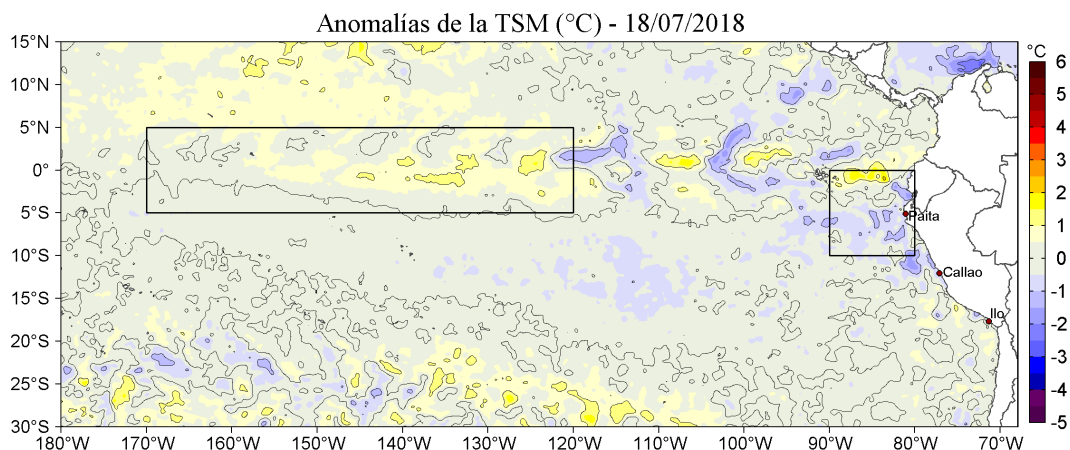 Anomalías de la TSM (°C) - 18/07/2018
15°N
10°N
5°N
0°
5°S
10°S
15°S
20°S
25°S
30°S
180°W
170°W
160°W
150°W
140°W
130°W
120°W
110°W
100°W
90°W
80°W
70°W
Paita
Callao
Ilo
°C
6
5
4
3
2
1
0
-1
-2
-3
-4
-5